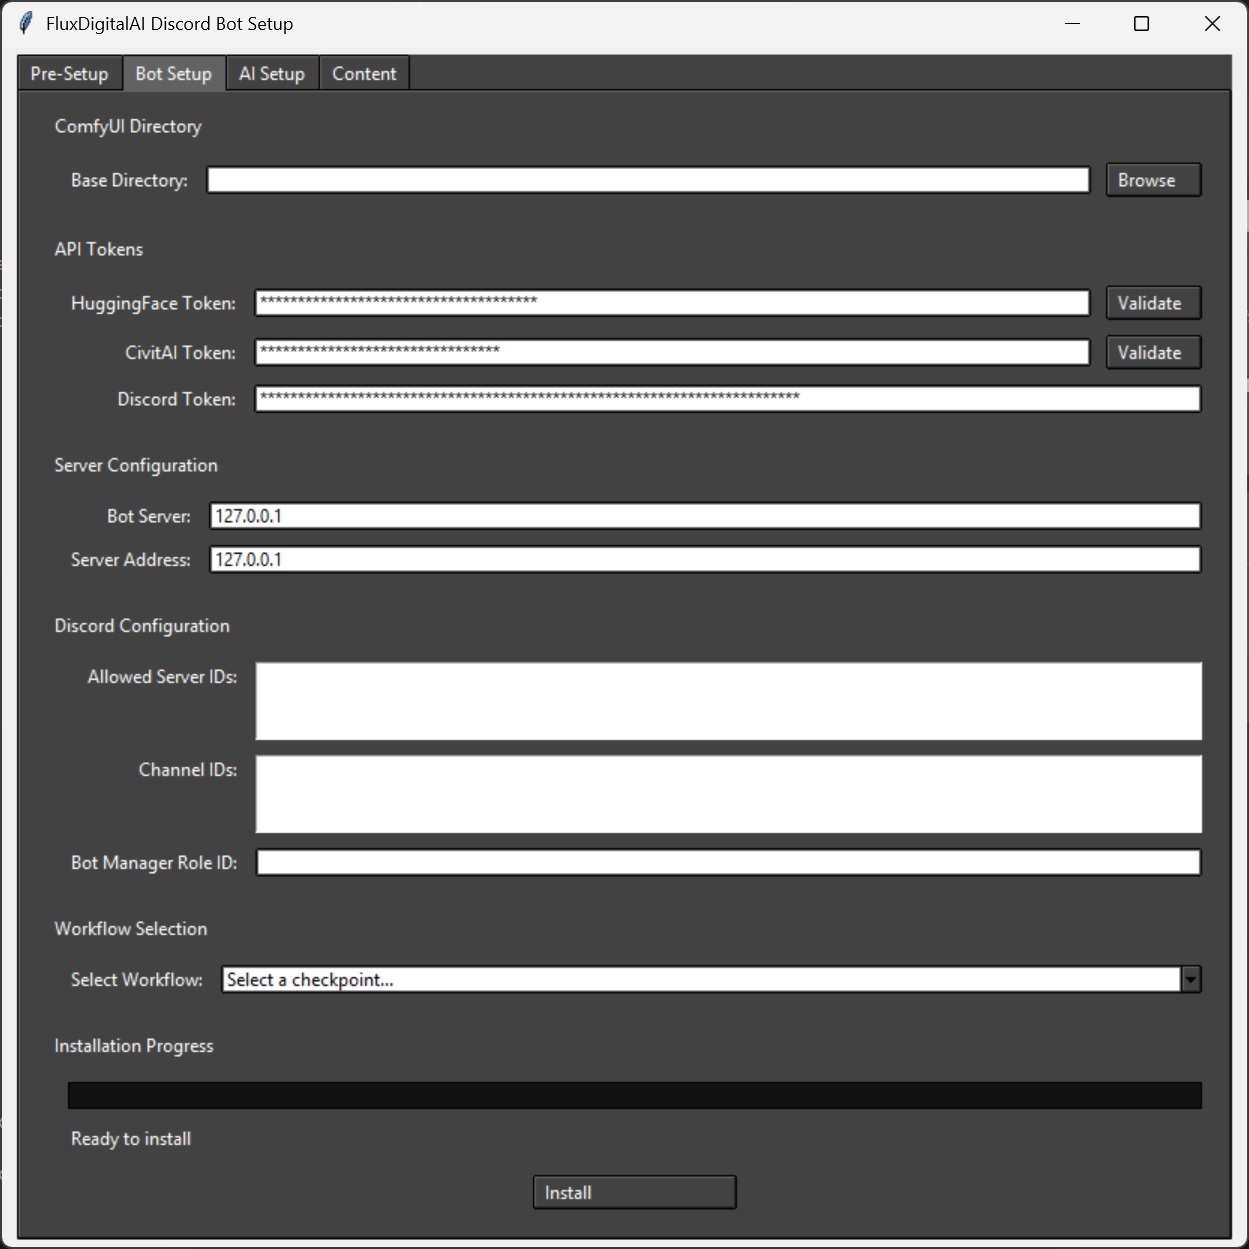 FluxDigitalAI Discord Bot Setup
Pre-Setup Bot Setup AI Setup Content
ComfyUI Directory
Base Directory: Browse
API Tokens
HuggingFace Token: ************************************* Validate
CivitAI Token: ******************************** Validate
Discord Token: ************************************************************************
Server Configuration
Bot Server: 127.0.0.1
Server Address: 127.0.0.1
Discord Configuration
Allowed Server IDs:
Channel IDs:
Bot Manager Role ID:
Workflow Selection
Select Workflow: Select a checkpoint...
Installation Progress
Ready to install
Install